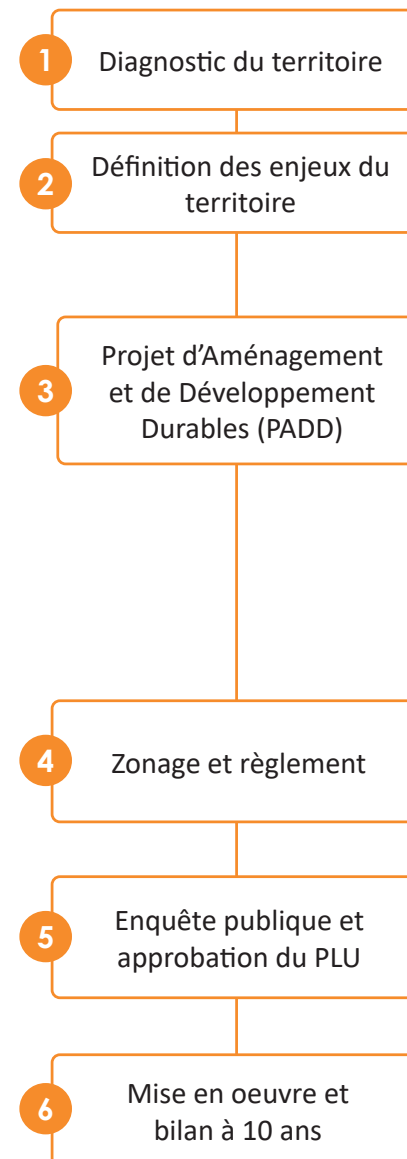 1
Diagnostic du territoire
2
Définition des enjeux du
territoire
3
Projet d’Aménagement
et de Développement
Durables (PADD)
4
Zonage et règlement
5
Enquête publique et
approbation du PLU
6
Mise en oeuvre et
bilan à 10 ans